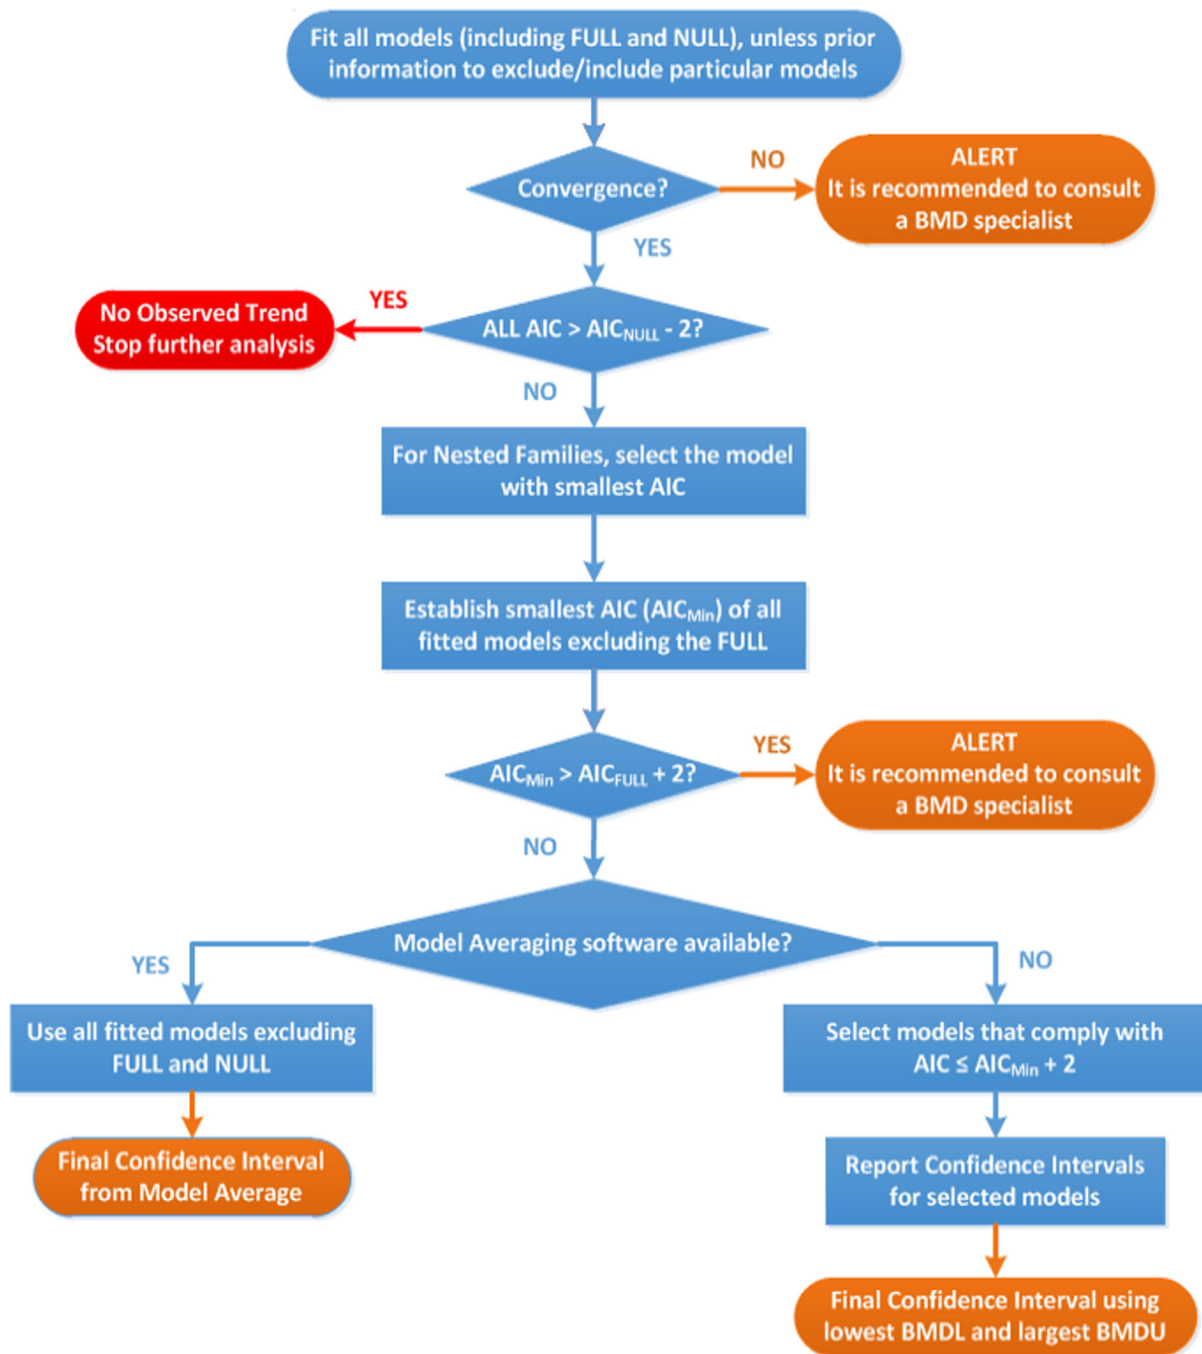 Fit all models (including FULL and NULL), unless prior
information to exclude/include particular models
Convergence?
NO
ALERT
It is recommended to consult
a BMD specialist
YES
ALL AIC > AIC_NULL - 2?
YES
No Observed Trend
Stop further analysis
NO
For Nested Families, select the model
with smallest AIC
Establish smallest AIC (AIC_Min) of all
fitted models excluding the FULL
AIC_Min > AIC_FULL + 2?
YES
ALERT
It is recommended to consult
a BMD specialist
NO
Model Averaging software available?
YES
Use all fitted models excluding
FULL and NULL
Final Confidence Interval
from Model Average
NO
Select models that comply with
AIC ≤ AIC_Min + 2
Report Confidence Intervals
for selected models
Final Confidence Interval using
lowest BMDL and largest BMDU